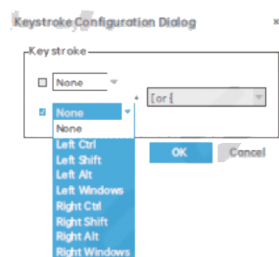 Keystroke Configuration Dialog x
Keystroke
None
[ or {
None
None
Left Ctrl
Left Shift
OK Cancel
Left Alt
Left Windows
Right Ctrl
Right Shift
Right Alt
Right Windows